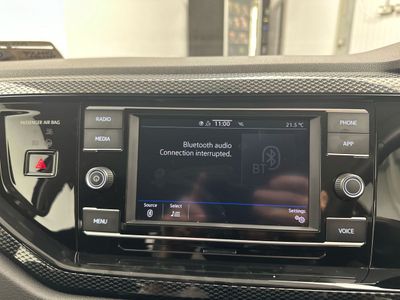 PASSENGER AIR BAG
RADIO
MEDIA
MENU
11:00
21.5 °C
Bluetooth audio
Connection interrupted.
BT
Source
Select
Settings
PHONE
APP
VOICE